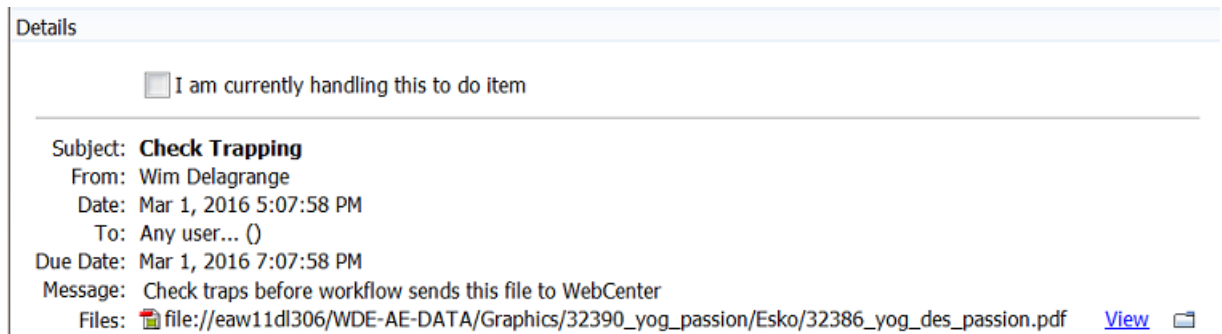 Details
I am currently handling this to do item
Subject: Check Trapping
From: Wim Delagrange
Date: Mar 1, 2016 5:07:58 PM
To: Any user... ()
Due Date: Mar 1, 2016 7:07:58 PM
Message: Check traps before workflow sends this file to WebCenter
Files: file://eaw11dl306/WDE-AE-DATA/Graphics/32390_yog_passion/Esko/32386_yog_des_passion.pdf View